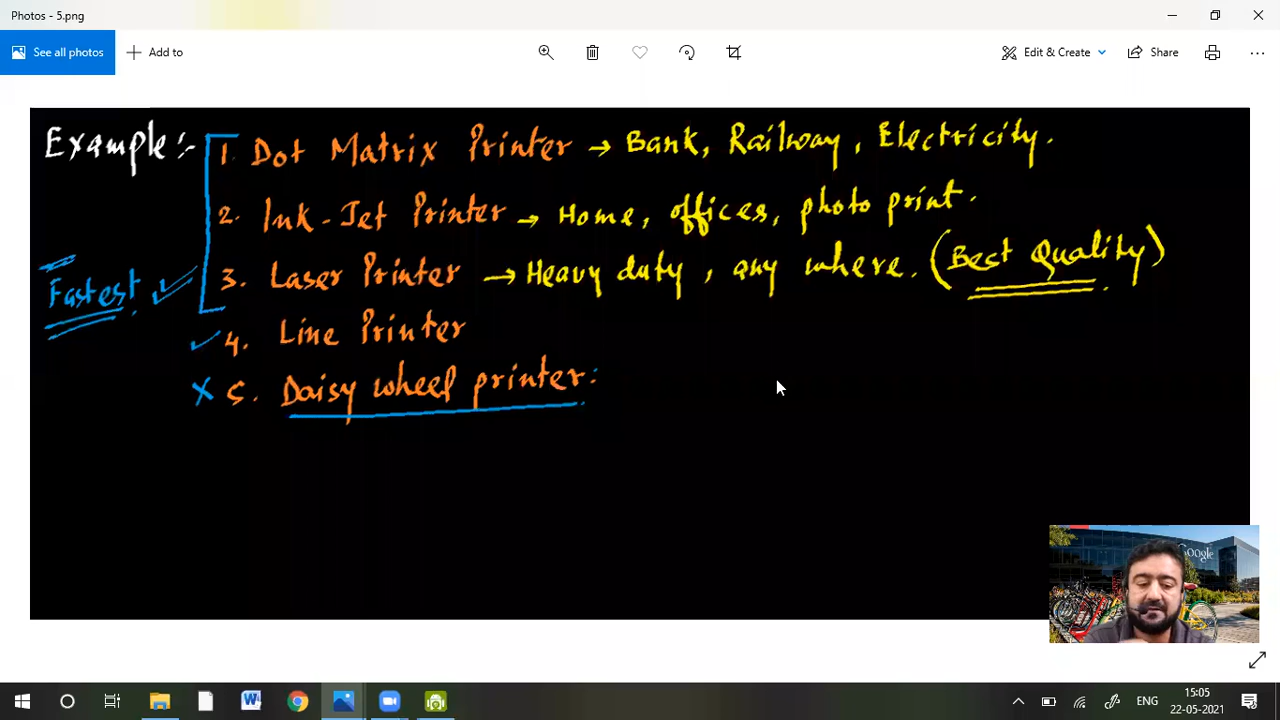 Photos - 5.png
See all photos
Add to
Edit & Create
Share
Example:-
1. Dot Matrix Printer → Bank, Railway, Electricity.
2. Ink-Jet Printer → Home, offices, photo print.
3. Laser Printer → Heavy duty, any where. (Best Quality)
Fastest
4. Line Printer
5. Daisy wheel printer:
Google
ENG
15:05
22-05-2021